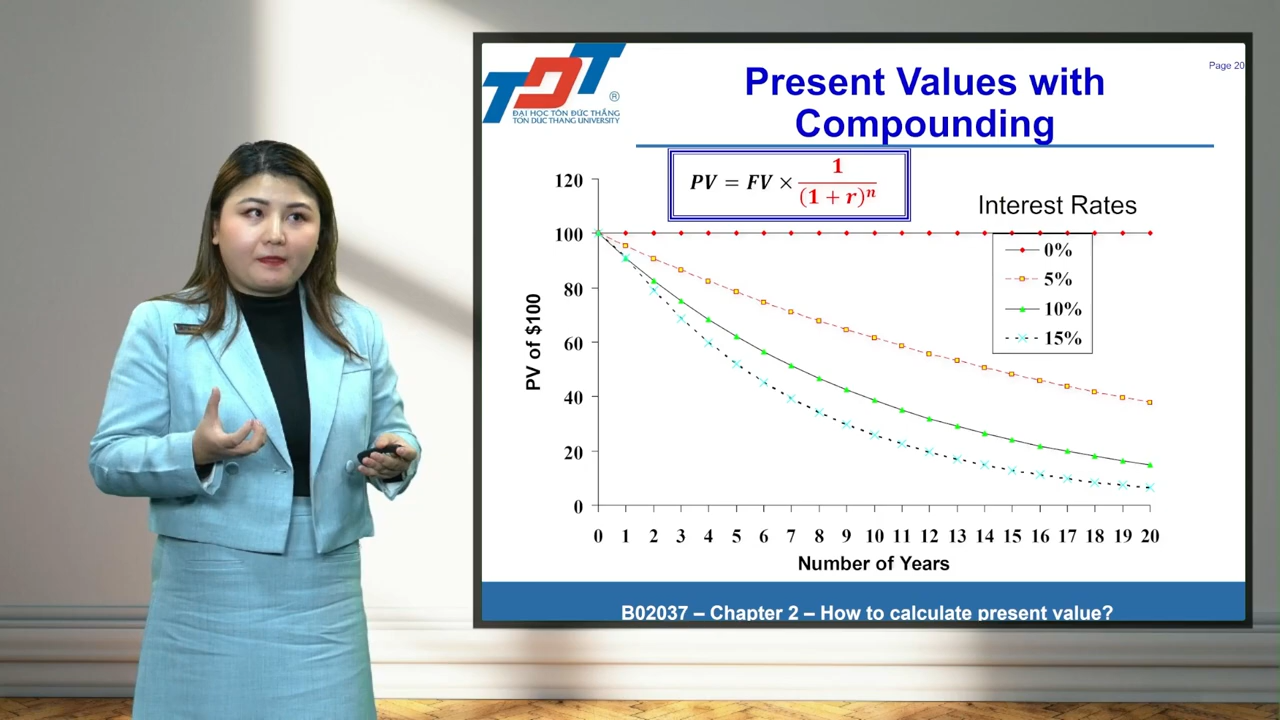 Page 20
TDT
®
ĐẠI HỌC TÔN ĐỨC THẮNG
TON DUC THANG UNIVERSITY
Present Values with
Compounding
PV = FV × 1 / (1 + r)^n
Interest Rates
0%
5%
10%
15%
120
100
80
60
40
20
0
PV of $100
0 1 2 3 4 5 6 7 8 9 10 11 12 13 14 15 16 17 18 19 20
Number of Years
B02037 – Chapter 2 – How to calculate present value?